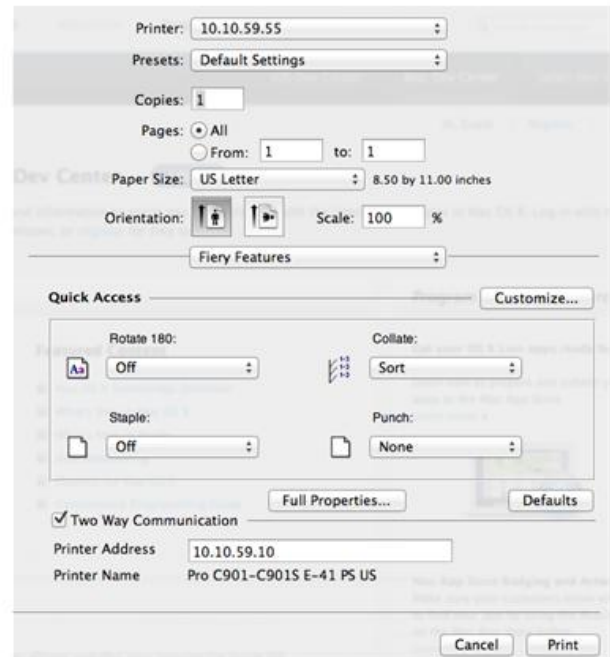 Printer: 10.10.59.55
Presets: Default Settings
Copies: 1
Pages: All
From: 1 to: 1
Paper Size: US Letter 8.50 by 11.00 inches
Orientation: Scale: 100 %
Fiery Features
Quick Access Customize...
Rotate 180: Collate:
Aa Off Sort
Staple: Punch:
Off None
Full Properties... Defaults
Two Way Communication
Printer Address 10.10.59.10
Printer Name Pro C901-C901S E-41 PS US
Cancel Print
Dev Center